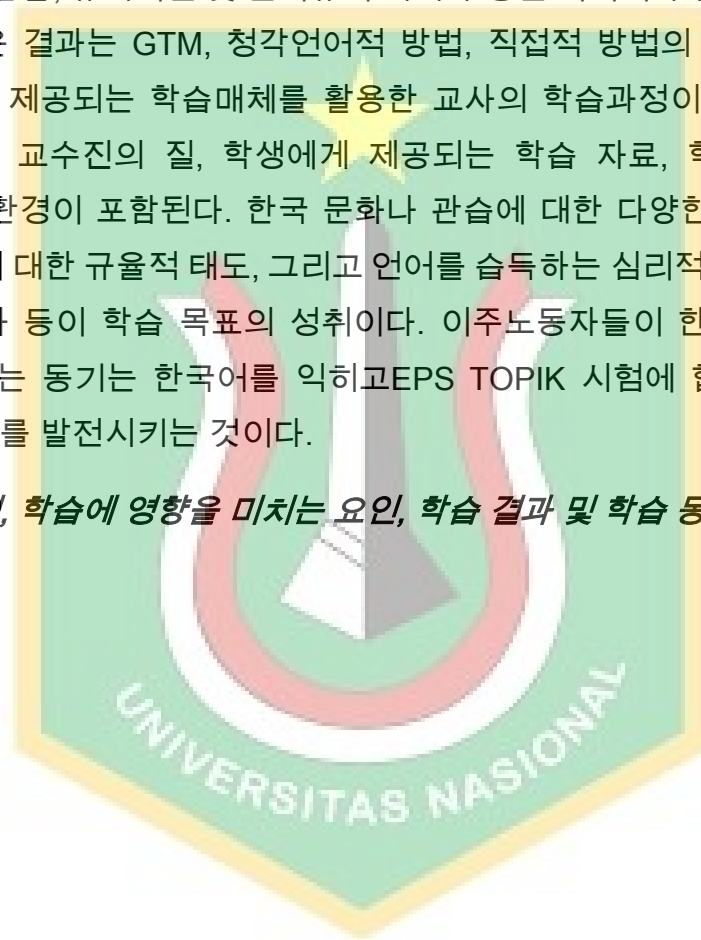 결과는 GTM, 청각언어적 방법, 직접적 방법의
제공되는 학습매체를 활용한 교사의 학습과정이
교수진의 질, 학생에게 제공되는 학습 자료,
환경이 포함된다. 한국 문화나 관습에 대한 다양한
대한 규율적 태도, 그리고 언어를 습득하는 심리적
등이 학습 목표의 성취이다. 이주노동자들이 한
는 동기는 한국어를 익히고EPS TOPIK 시험에
를 발전시키는 것이다.
, 학습에 영향을 미치는 요인, 학습 결과 및 학습 동
UNIVERSITAS NASIONAL